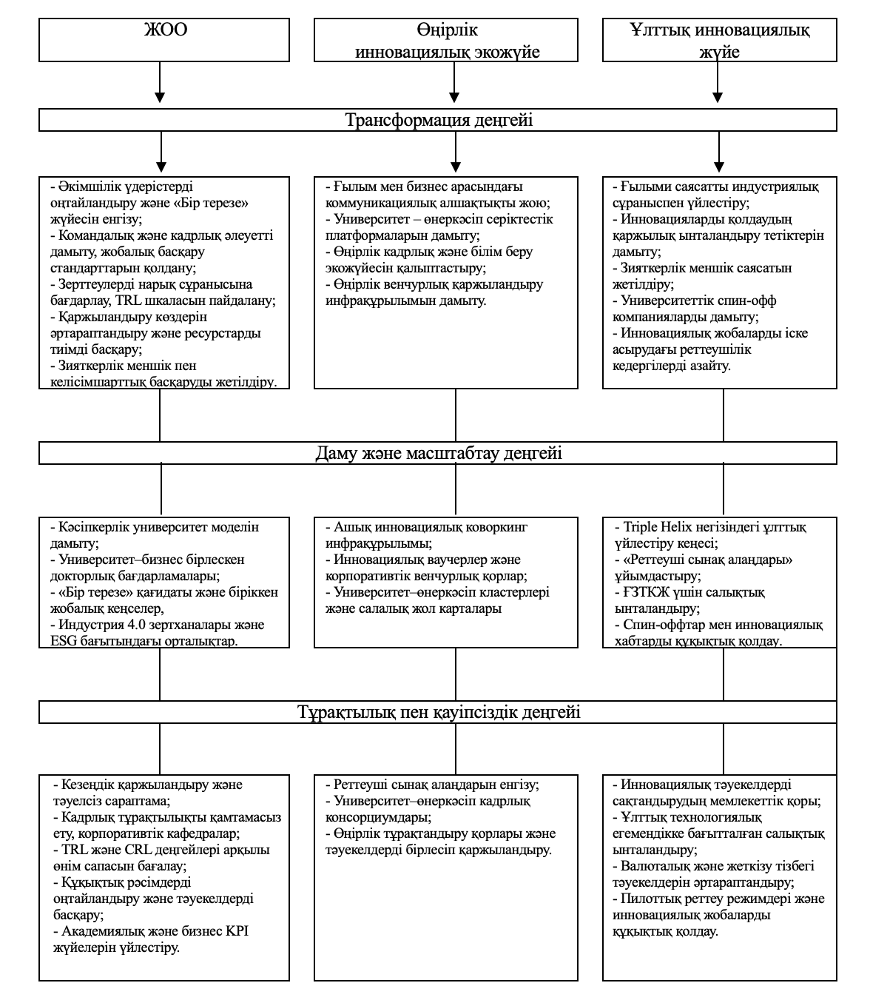 ЖОО
Өңірлік
инновациялық экожүйе
Ұлттық инновациялық
жүйе
Трансформация деңгейі
- Әкімшілік үдерістерді
оңтайландыру және «Бір терезе»
жүйесін енгізу;
- Командалық және кадрлық әлеуетті
дамыту, жобалық басқару
стандарттарын қолдану;
- Зерттеулерді нарық сұранысына
бағдарлау, TRL шкаласын пайдалану;
- Қаржыландыру көздерін
әртараптандыру және ресурстарды
тиімді басқару;
- Зияткерлік меншік пен
келісімшарттық басқаруды жетілдіру.
- Ғылым мен бизнес арасындағы
коммуникациялық алшақтықты жою;
- Университет – өнеркәсіп серіктестік
платформаларын дамыту;
- Өңірлік кадрлық және білім беру
экожүйесін қалыптастыру;
- Өңірлік венчурлық қаржыландыру
инфрақұрылымын дамыту.
- Ғылыми саясатты индустриялық
сұраныспен үйлестіру;
- Инновацияларды қолдаудың
қаржылық ынталандыру тетіктерін
дамыту;
- Зияткерлік меншік саясатын
жетілдіру;
- Университеттік спин-офф
компанияларды дамыту;
- Инновациялық жобаларды іске
асырудағы реттеушілік
кедергілерді азайту.
Даму және масштабтау деңгейі
- Кәсіпкерлік университет моделін
дамыту;
- Университет–бизнес бірлескен
докторлық бағдарламалары;
- «Бір терезе» қағидаты және біріккен
жобалық кеңселер,
- Индустрия 4.0 зертханалары және
ESG бағытындағы орталықтар.
- Ашық инновациялық коворкинг
инфрақұрылымы;
- Инновациялық ваучерлер және
корпоративтік венчурлық қорлар;
- Университет–өнеркәсіп кластерлері
және салалық жол карталары
- Triple Helix негізіндегі ұлттық
үйлестіру кеңесі;
- «Реттеуші сынақ алаңдары»
ұйымдастыру;
- ҒЗТКЖ үшін салықтық
ынталандыру;
- Спин-оффтар мен инновациялық
хабтарды құқықтық қолдау.
Тұрақтылық пен қауіпсіздік деңгейі
- Кезеңдік қаржыландыру және
тәуелсіз сараптама;
- Кадрлық тұрақтылықты қамтамасыз
ету, корпоративтік кафедралар;
- TRL және CRL деңгейлері арқылы
өнім сапасын бағалау;
- Құқықтық рәсімдерді
оңтайландыру және тәуекелдерді
басқару;
- Академиялық және бизнес KPI
жүйелерін үйлестіру.
- Реттеуші сынақ алаңдарын енгізу;
- Университет–өнеркәсіп кадрлық
консорциумдары;
- Өңірлік тұрақтандыру қорлары және
тәуекелдерді бірлесіп қаржыландыру.
- Инновациялық тәуекелдерді
сақтандырудың мемлекеттік қоры;
- Ұлттық технологиялық
егемендікке бағытталған салықтық
ынталандыру;
- Валюталық және жеткізу тізбегі
тәуекелдерін әртараптандыру;
- Пилоттық реттеу режимдері және
инновациялық жобаларды
құқықтық қолдау.